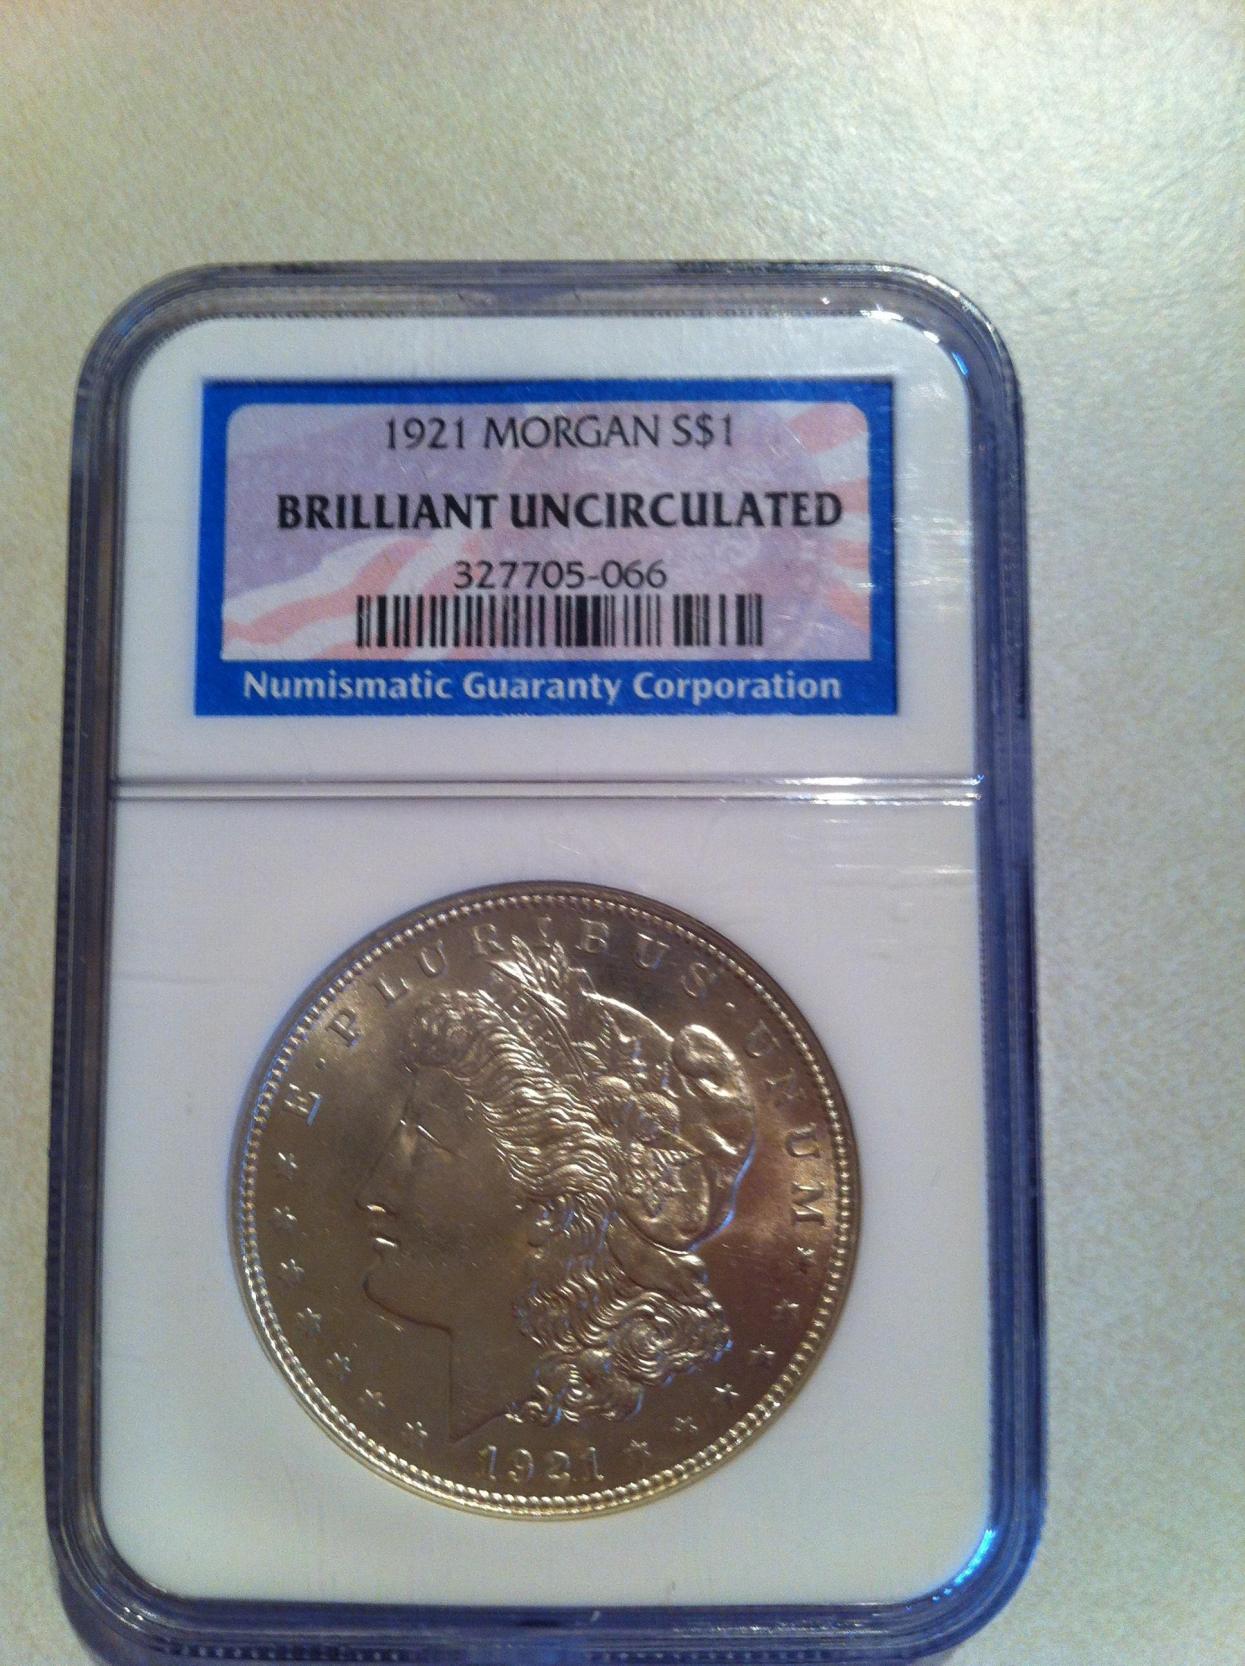 1921 MORGAN S$1
BRILLIANT UNCIRCULATED
327705-066
Numismatic Guaranty Corporation
E·PLURIBUS·UNUM
1921